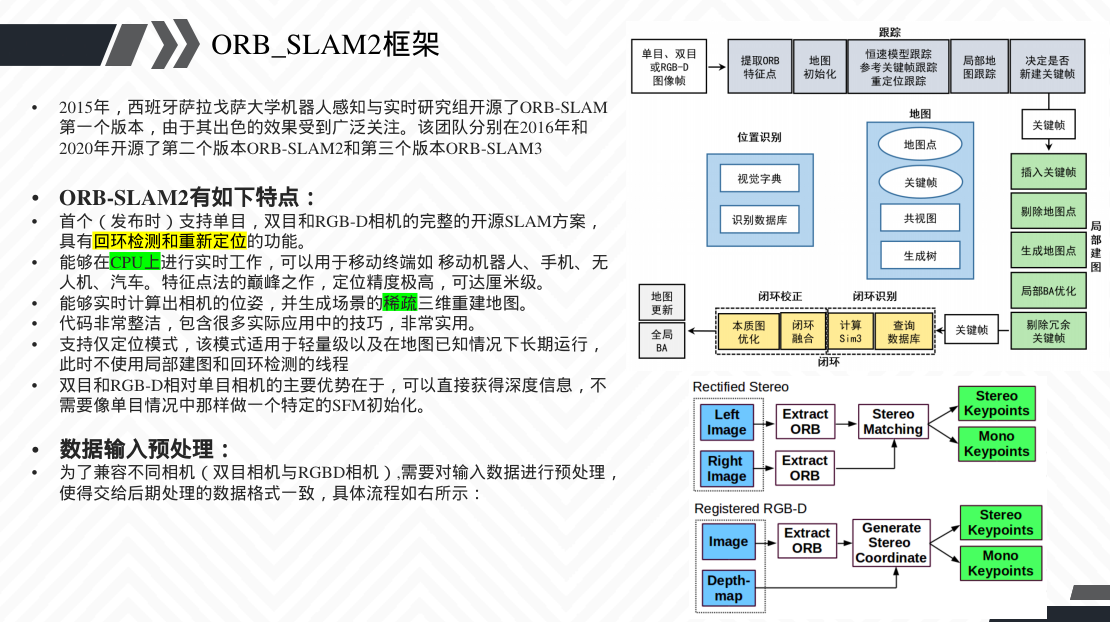 ORB_SLAM2框架
• 2015年，西班牙萨拉戈萨大学机器人感知与实时研究组开源了ORB-SLAM
第一个版本，由于其出色的效果受到广泛关注。该团队分别在2016年和
2020年开源了第二个版本ORB-SLAM2和第三个版本ORB-SLAM3
• ORB-SLAM2有如下特点：
• 首个（发布时）支持单目，双目和RGB-D相机的完整的开源SLAM方案，
具有回环检测和重新定位的功能。
• 能够在CPU上进行实时工作，可以用于移动终端如 移动机器人、手机、无
人机、汽车。特征点法的巅峰之作，定位精度极高，可达厘米级。
• 能够实时计算出相机的位姿，并生成场景的稀疏三维重建地图。
• 代码非常整洁，包含很多实际应用中的技巧，非常实用。
• 支持仅定位模式，该模式适用于轻量级以及在地图已知情况下长期运行，
此时不使用局部建图和回环检测的线程
• 双目和RGB-D相对单目相机的主要优势在于，可以直接获得深度信息，不
需要像单目情况中那样做一个特定的SFM初始化。
• 数据输入预处理：
• 为了兼容不同相机（双目相机与RGBD相机）,需要对输入数据进行预处理，
使得交给后期处理的数据格式一致，具体流程如右所示：
跟踪
单目、双目
或RGB-D
图像帧
提取ORB
特征点
地图
初始化
恒速模型跟踪
参考关键帧跟踪
重定位跟踪
局部地
图跟踪
决定是否
新建关键帧
关键帧
位置识别
视觉字典
识别数据库
地图
地图点
关键帧
共视图
生成树
插入关键帧
剔除地图点
生成地图点
局部BA优化
剔除冗余
关键帧
局部建图
关键帧
闭环校正
闭环识别
地图
更新
全局
BA
本质图
优化
闭环
融合
计算
Sim3
查询
数据库
闭环
Rectified Stereo
Left
Image
Extract
ORB
Stereo
Matching
Stereo
Keypoints
Mono
Keypoints
Right
Image
Extract
ORB
Registered RGB-D
Image
Extract
ORB
Generate
Stereo
Coordinate
Stereo
Keypoints
Mono
Keypoints
Depth-
map